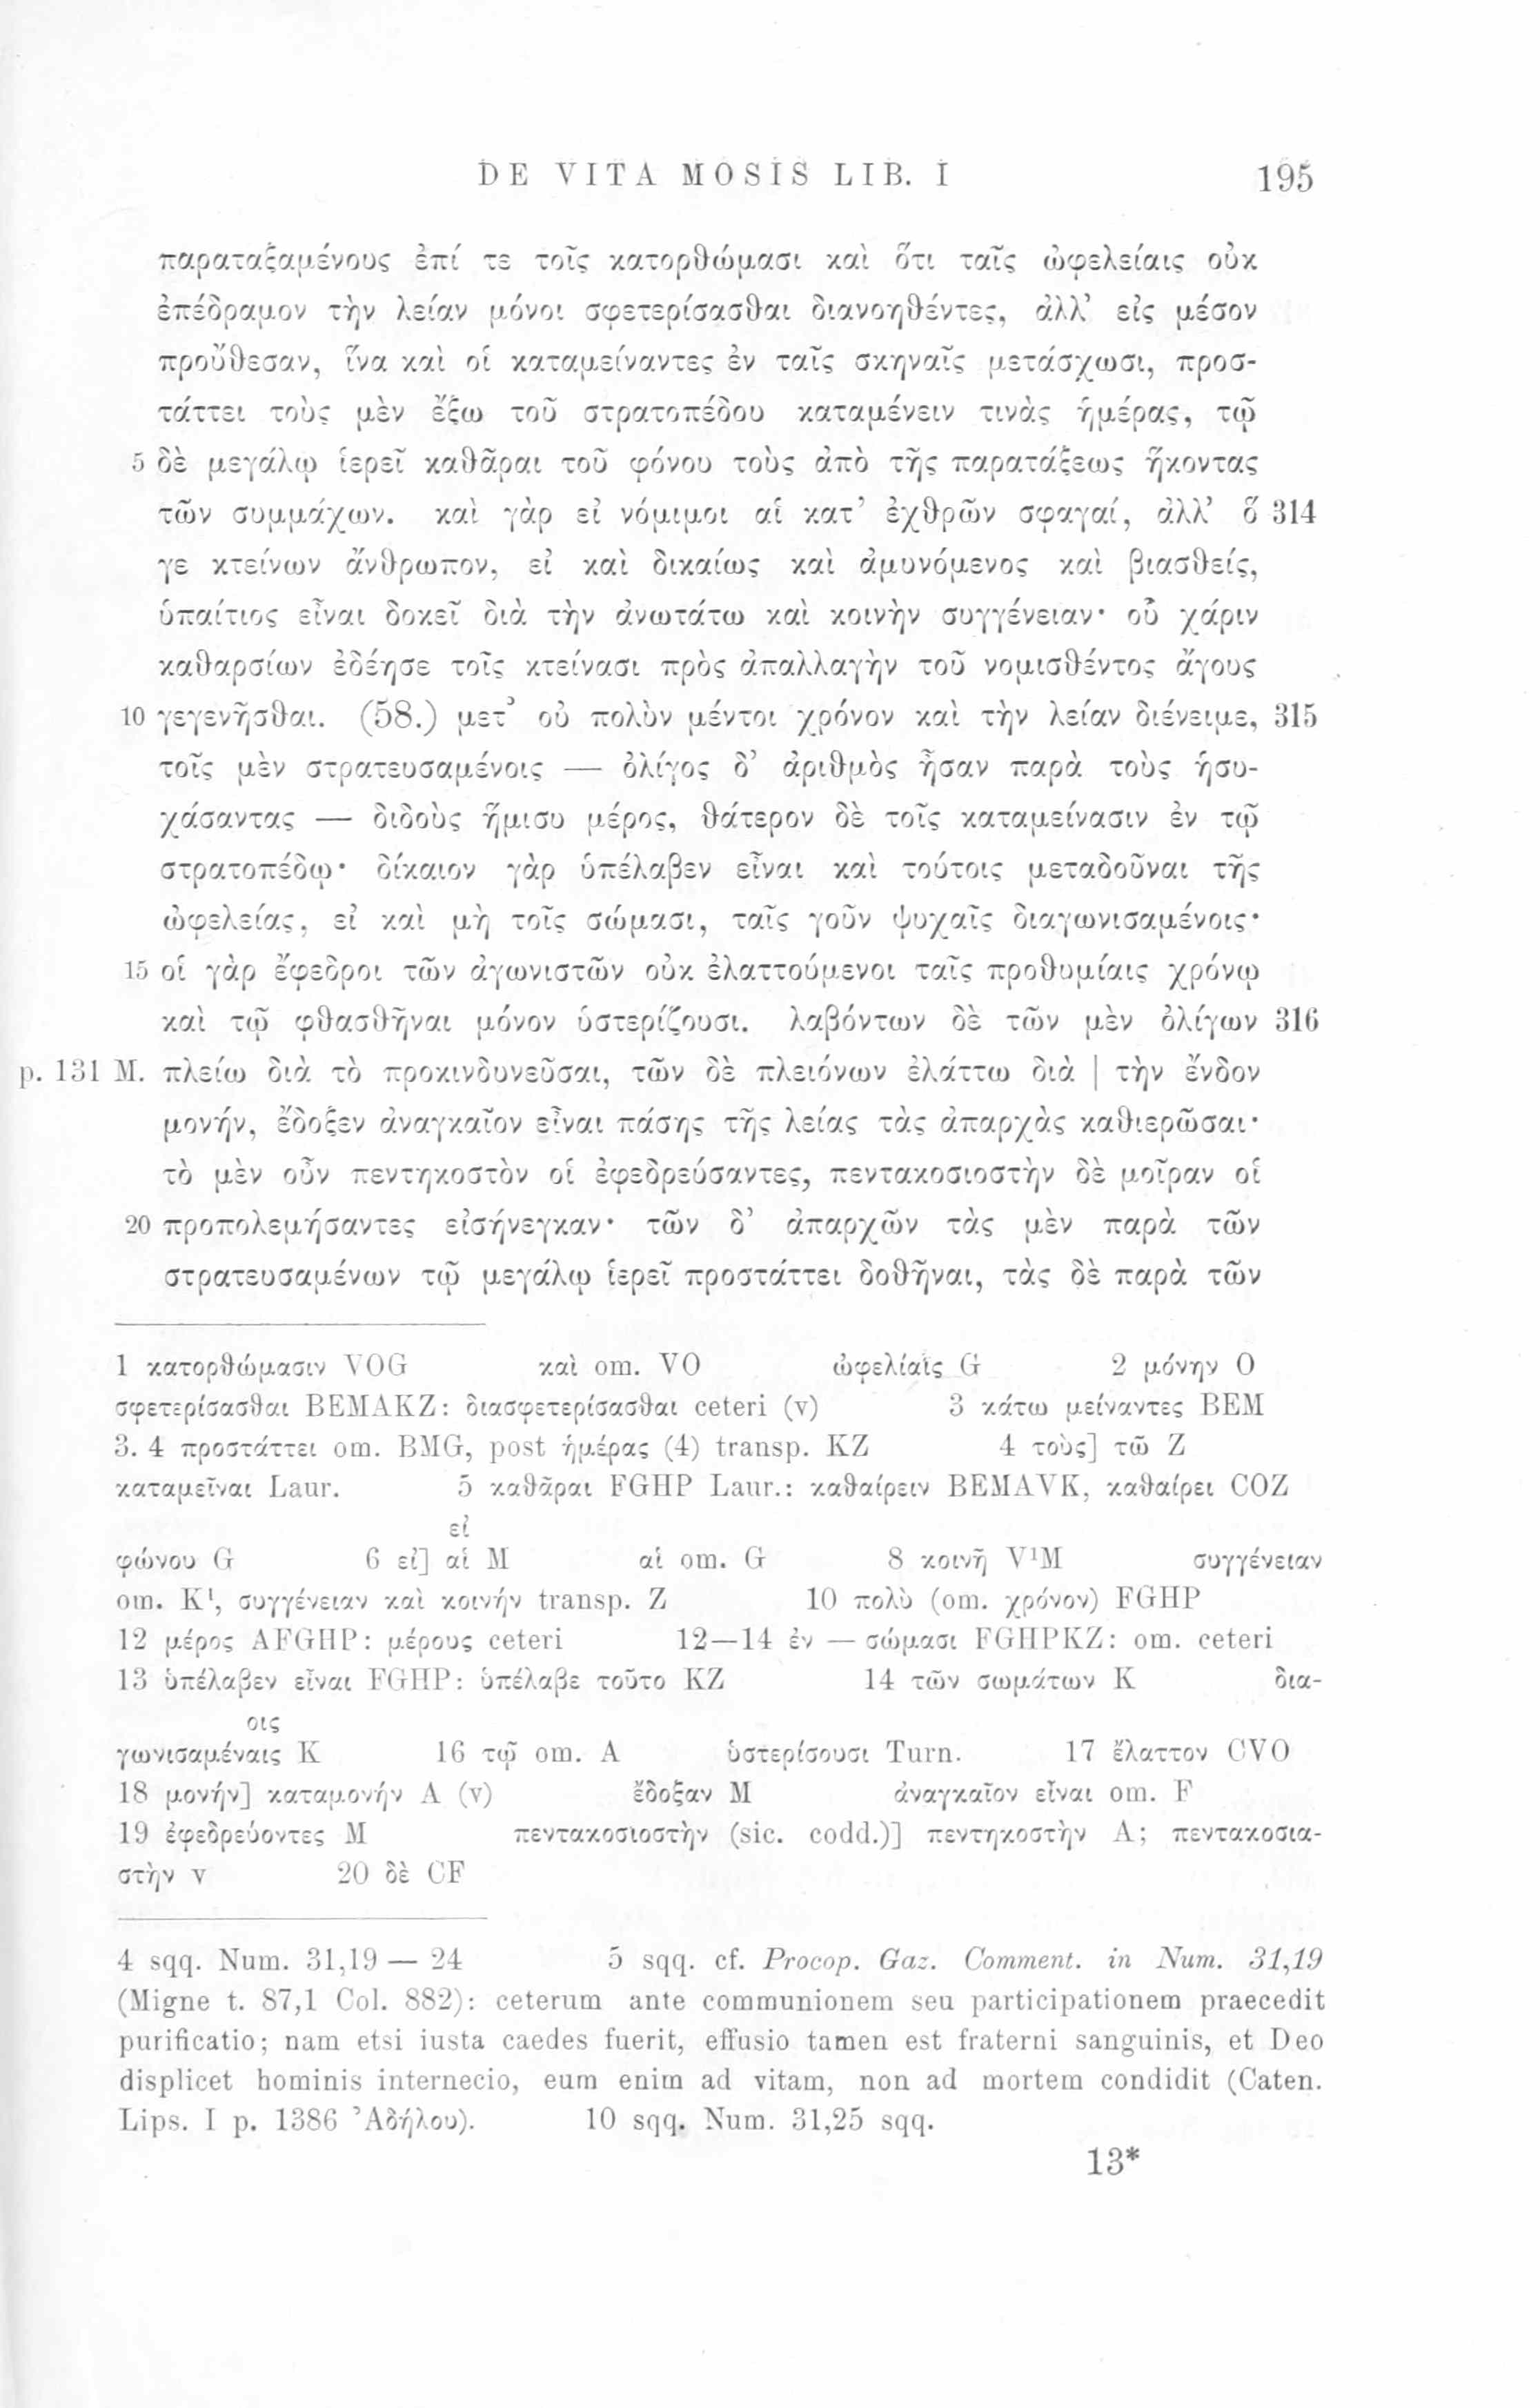 DE VITA MOSIS LIB. I 195
παραταξαμένους ἐπί τε τοῖς κατορθώμασι καὶ ὅτι ταῖς ὠφελείαις οὐκ
ἐπέδραμον τὴν λείαν μόνοι σφετερίσασθαι διανοηθέντες, ἀλλ’ εἰς μέσον
προὔθεσαν, ἵνα καὶ οἱ καταμείναντες ἐν ταῖς σκηναῖς μετάσχωσι, προσ-
τάττει τοὺς μὲν ἔξω τοῦ στρατοπέδου καταμένειν τινὰς ἡμέρας, τῷ
5 δὲ μεγάλῳ ἱερεῖ καθᾶραι τοῦ φόνου τοὺς ἀπὸ τῆς παρατάξεως ἥκοντας
τῶν συμμάχων. καὶ γὰρ εἰ νόμιμοι αἱ κατ’ ἐχθρῶν σφαγαί, ἀλλ’ ὅ 314
γε κτείνων ἄνθρωπον, εἰ καὶ δικαίως καὶ ἀμυνόμενος καὶ βιασθείς,
ὑπαίτιος εἶναι δοκεῖ διὰ τὴν ἀνωτάτω καὶ κοινὴν συγγένειαν· οὗ χάριν
καθαρσίων ἐδέησε τοῖς κτείνασι πρὸς ἀπαλλαγὴν τοῦ νομισθέντος ἄγους
10 γεγενῆσθαι. (58.) μετ’ οὐ πολὺν μέντοι χρόνον καὶ τὴν λείαν διένειμε, 315
τοῖς μὲν στρατευσαμένοις — ὀλίγος δ’ ἀριθμὸς ἦσαν παρὰ τοὺς ἡσυ-
χάσαντας — διδοὺς ἥμισυ μέρος, θάτερον δὲ τοῖς καταμείνασιν ἐν τῷ
στρατοπέδῳ· δίκαιον γὰρ ὑπέλαβεν εἶναι καὶ τούτοις μεταδοῦναι τῆς
ὠφελείας, εἰ καὶ μὴ τοῖς σώμασι, ταῖς γοῦν ψυχαῖς διαγωνισαμένοις·
15 οἱ γὰρ ἔφεδροι τῶν ἀγωνιστῶν οὐκ ἐλαττούμενοι ταῖς προθυμίαις χρόνῳ
καὶ τῷ φθασθῆναι μόνον ὑστερίζουσι. λαβόντων δὲ τῶν μὲν ὀλίγων 316
p. 131 M. πλείω διὰ τὸ προκινδυνεῦσαι, τῶν δὲ πλειόνων ἐλάττω διὰ | τὴν ἔνδον
μονήν, ἔδοξεν ἀναγκαῖον εἶναι πάσης τῆς λείας τὰς ἀπαρχὰς καθιερῶσαι·
τὸ μὲν οὖν πεντηκοστὸν οἱ ἐφεδρεύσαντες, πεντακοσιοστὴν δὲ μοῖραν οἱ
20 προπολεμήσαντες εἰσήνεγκαν· τῶν δ’ ἀπαρχῶν τὰς μὲν παρὰ τῶν
στρατευσαμένων τῷ μεγάλῳ ἱερεῖ προστάττει δοθῆναι, τὰς δὲ παρὰ τῶν
1 κατορθώμασιν VOG καὶ om. VO ὠφελίαις G 2 μόνην O
σφετερίσασθαι BEMAKZ: διασφετερίσασθαι ceteri (v) 3 κάτω μείναντες BEM
3. 4 προστάττει om. BMG, post ἡμέρας (4) transp. KZ 4 τοὺς] τῶ Z
καταμεῖναι Laur. 5 καθᾶραι FGHP Laur.: καθαίρειν BEMAVK, καθαίρει COZ
εἰ
φώνου G 6 εἰ] αἱ M αἱ om. G 8 κοινῆ V¹M συγγένειαν
om. K¹, συγγένειαν καὶ κοινήν transp. Z 10 πολὺ (om. χρόνον) FGHP
12 μέρος AFGHP: μέρους ceteri 12—14 ἐν — σώμασι FGHPKZ: om. ceteri
13 ὑπέλαβεν εἶναι FGHP: ὑπέλαβε τοῦτο KZ 14 τῶν σωμάτων K δια-
οις
γωνισαμέναις K 16 τῷ om. A ὑστερίσουσι Turn. 17 ἔλαττον CVO
18 μονήν] καταμονήν A (v) ἔδοξαν M ἀναγκαῖον εἶναι om. F
19 ἐφεδρεύοντες M πεντακοσιοστὴν (sic. codd.)] πεντηκοστὴν A; πεντακοσια-
στὴν v 20 δὲ CF
4 sqq. Num. 31,19 — 24 5 sqq. cf. Procop. Gaz. Comment. in Num. 31,19
(Migne t. 87,1 Col. 882): ceterum ante communionem seu participationem praecedit
purificatio; nam etsi iusta caedes fuerit, effusio tamen est fraterni sanguinis, et Deo
displicet hominis internecio, eum enim ad vitam, non ad mortem condidit (Caten.
Lips. I p. 1386 Ἀδήλου). 10 sqq. Num. 31,25 sqq.
13*